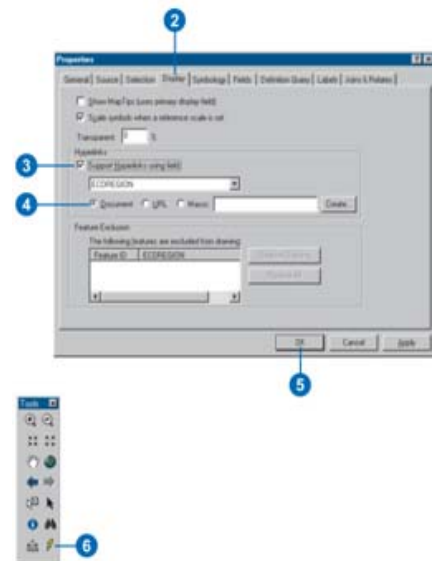 2
Properties
General Source Selection Display Symbology Fields Definition Query Labels Joins & Relates
Show MapTips (uses primary display field)
Scale symbols when a reference scale is set
Transparent: 0 %
Hyperlinks
3
Support Hyperlinks using field:
ECOREGION
4
Document URL Macro: Create
Feature Exclusion
The following features are excluded from drawing:
Feature ID ECOREGION
OK Cancel Apply
5
Tools
6